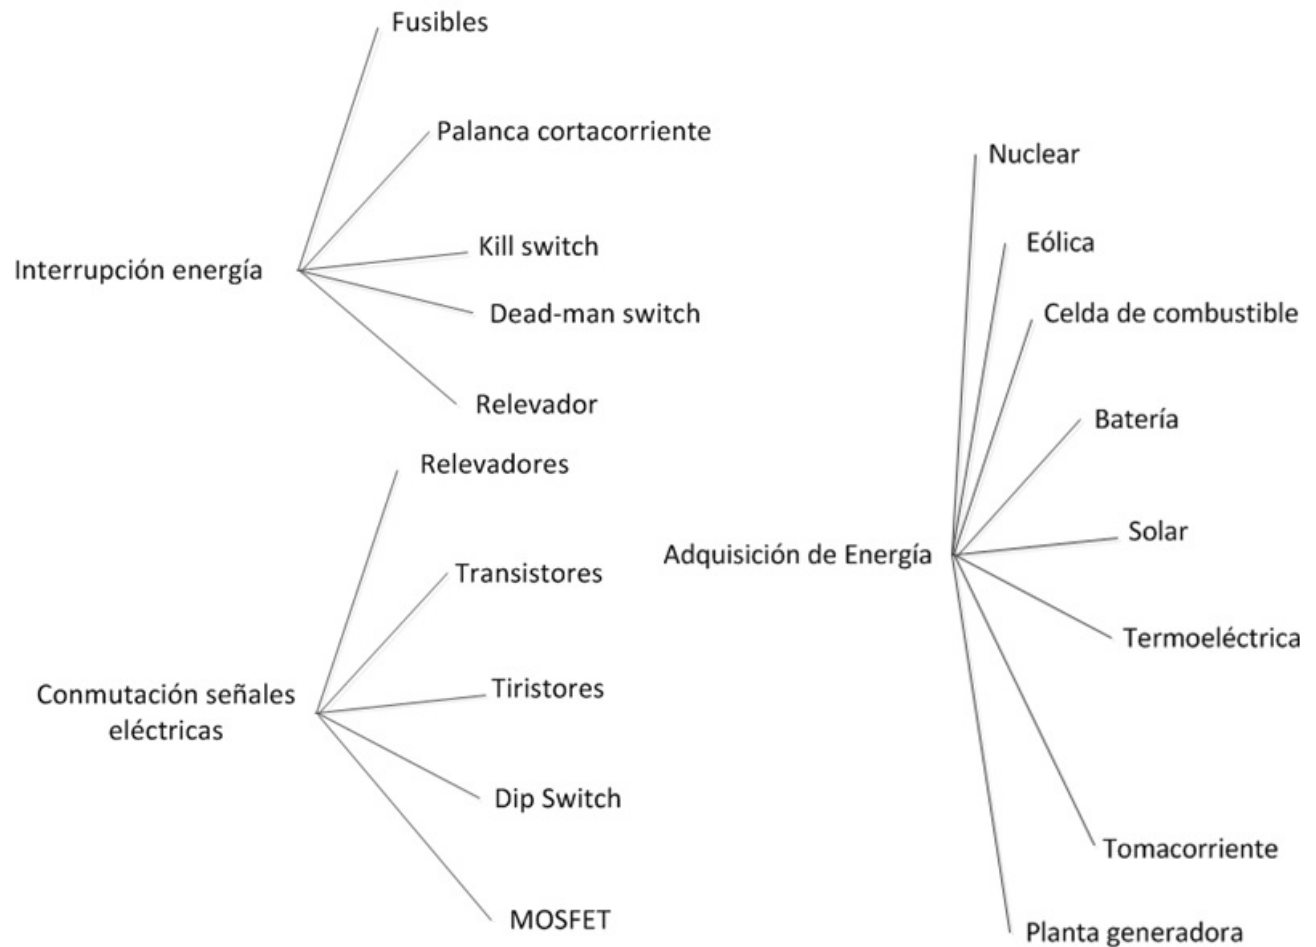 Interrupción energía
Fusibles
Palanca cortacorriente
Kill switch
Dead-man switch
Relevador
Conmutación señales
eléctricas
Relevadores
Transistores
Tiristores
Dip Switch
MOSFET
Adquisición de Energía
Nuclear
Eólica
Celda de combustible
Batería
Solar
Termoeléctrica
Tomacorriente
Planta generadora